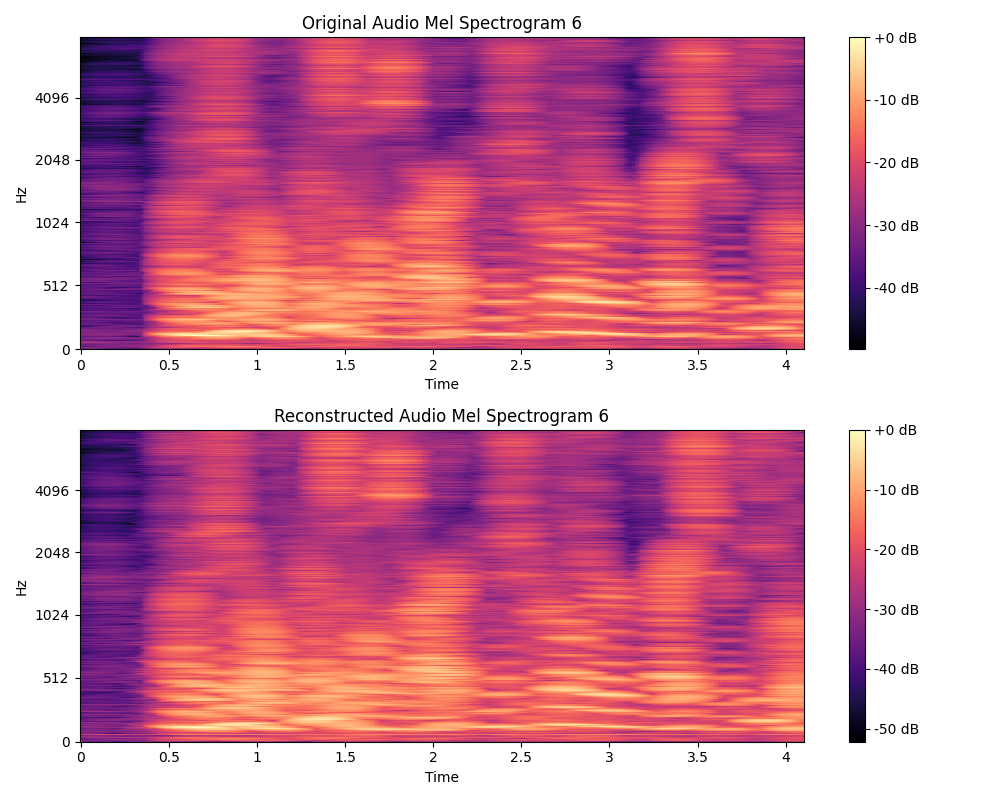 Original Audio Mel Spectrogram 6
+0 dB
4096
-10 dB
2048
-20 dB
Hz
1024
-30 dB
512
-40 dB
0
0 0.5 1 1.5 2 2.5 3 3.5 4
Time
Reconstructed Audio Mel Spectrogram 6
+0 dB
4096
-10 dB
2048
-20 dB
Hz
1024
-30 dB
512
-40 dB
0
-50 dB
0 0.5 1 1.5 2 2.5 3 3.5 4
Time